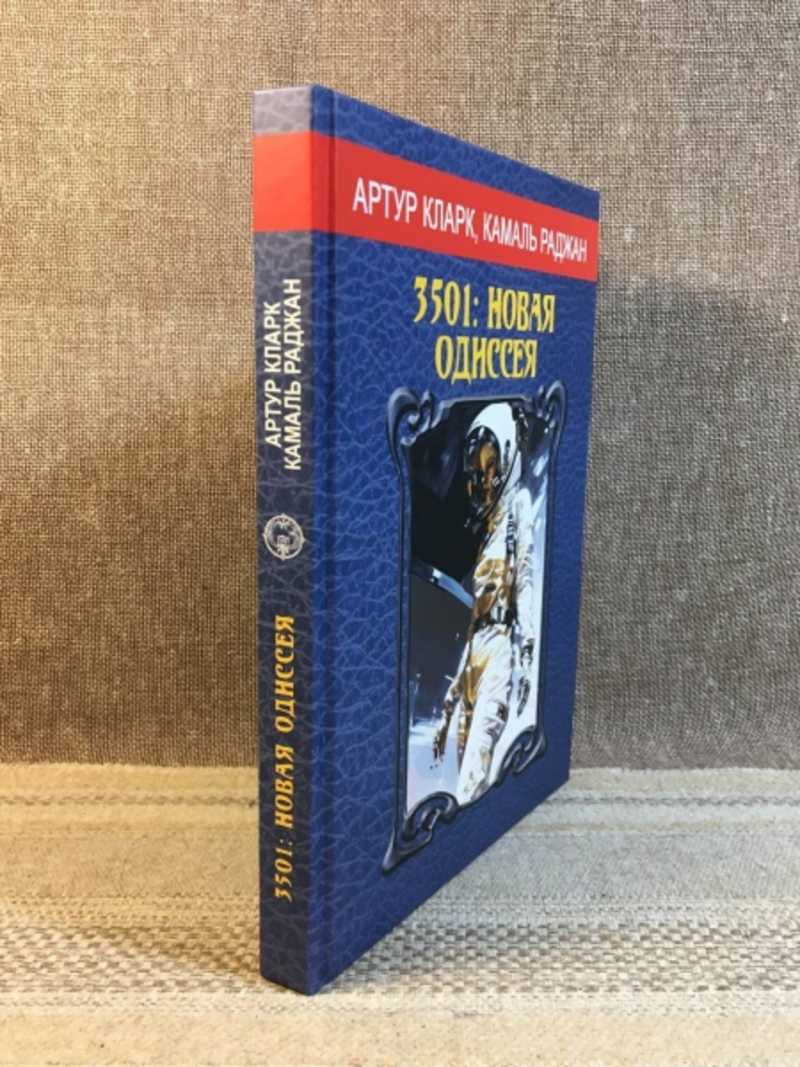 АРТУР КЛАРК, КАМАЛЬ РАДЖАН
3501: НОВАЯ
ОДИССЕЯ
АРТУР КЛАРК
КАМАЛЬ РАДЖАН
3501: НОВАЯ ОДИССЕЯ